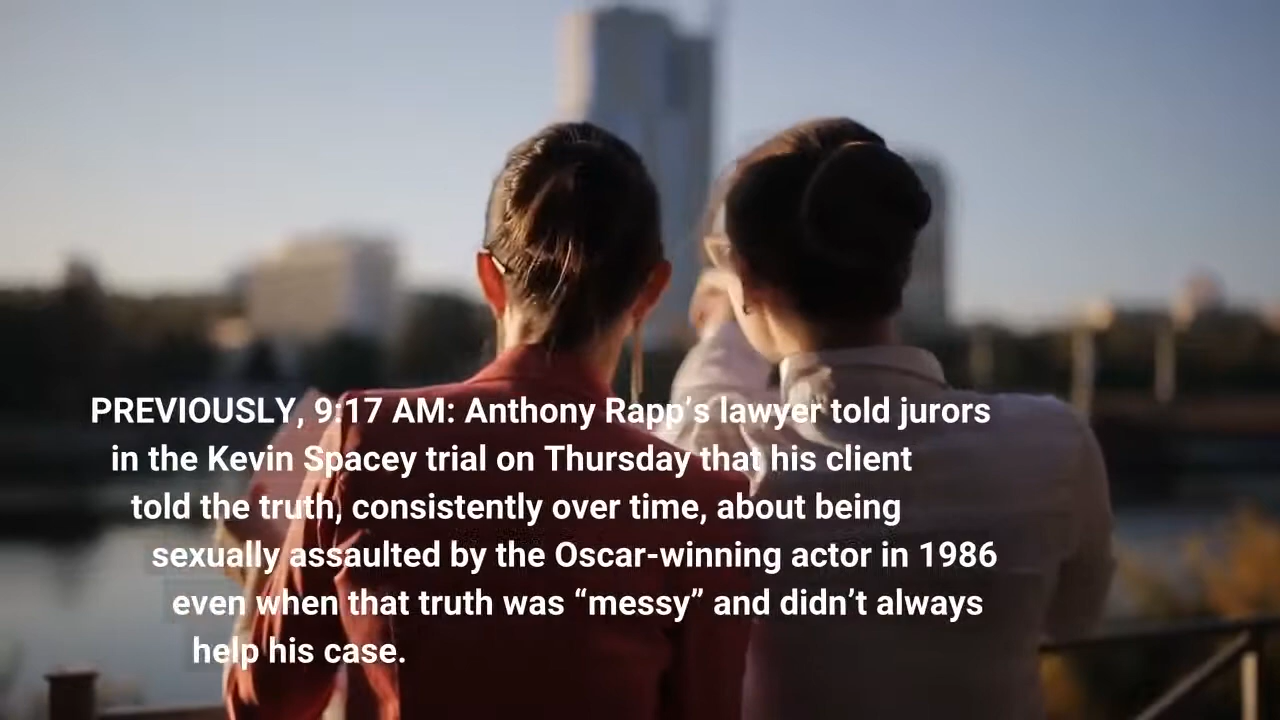 PREVIOUSLY, 9:17 AM: Anthony Rapp’s lawyer told jurors
in the Kevin Spacey trial on Thursday that his client
told the truth, consistently over time, about being
sexually assaulted by the Oscar-winning actor in 1986
even when that truth was “messy” and didn’t always
help his case.